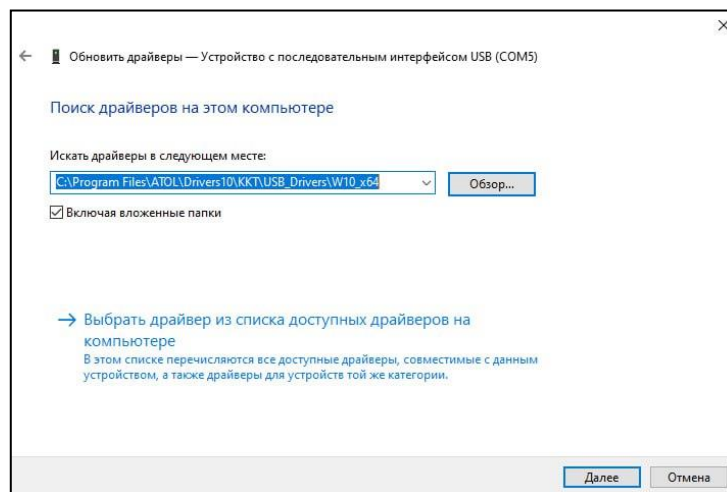 Обновить драйверы — Устройство с последовательным интерфейсом USB (COM5)
Поиск драйверов на этом компьютере
Искать драйверы в следующем месте:
C:\Program Files\ATOL\Drivers10\KKT\USB_Drivers\W10_x64
Обзор...
Включая вложенные папки
Выбрать драйвер из списка доступных драйверов на
компьютере
В этом списке перечисляются все доступные драйверы, совместимые с данным
устройством, а также драйверы для устройств той же категории.
Далее
Отмена